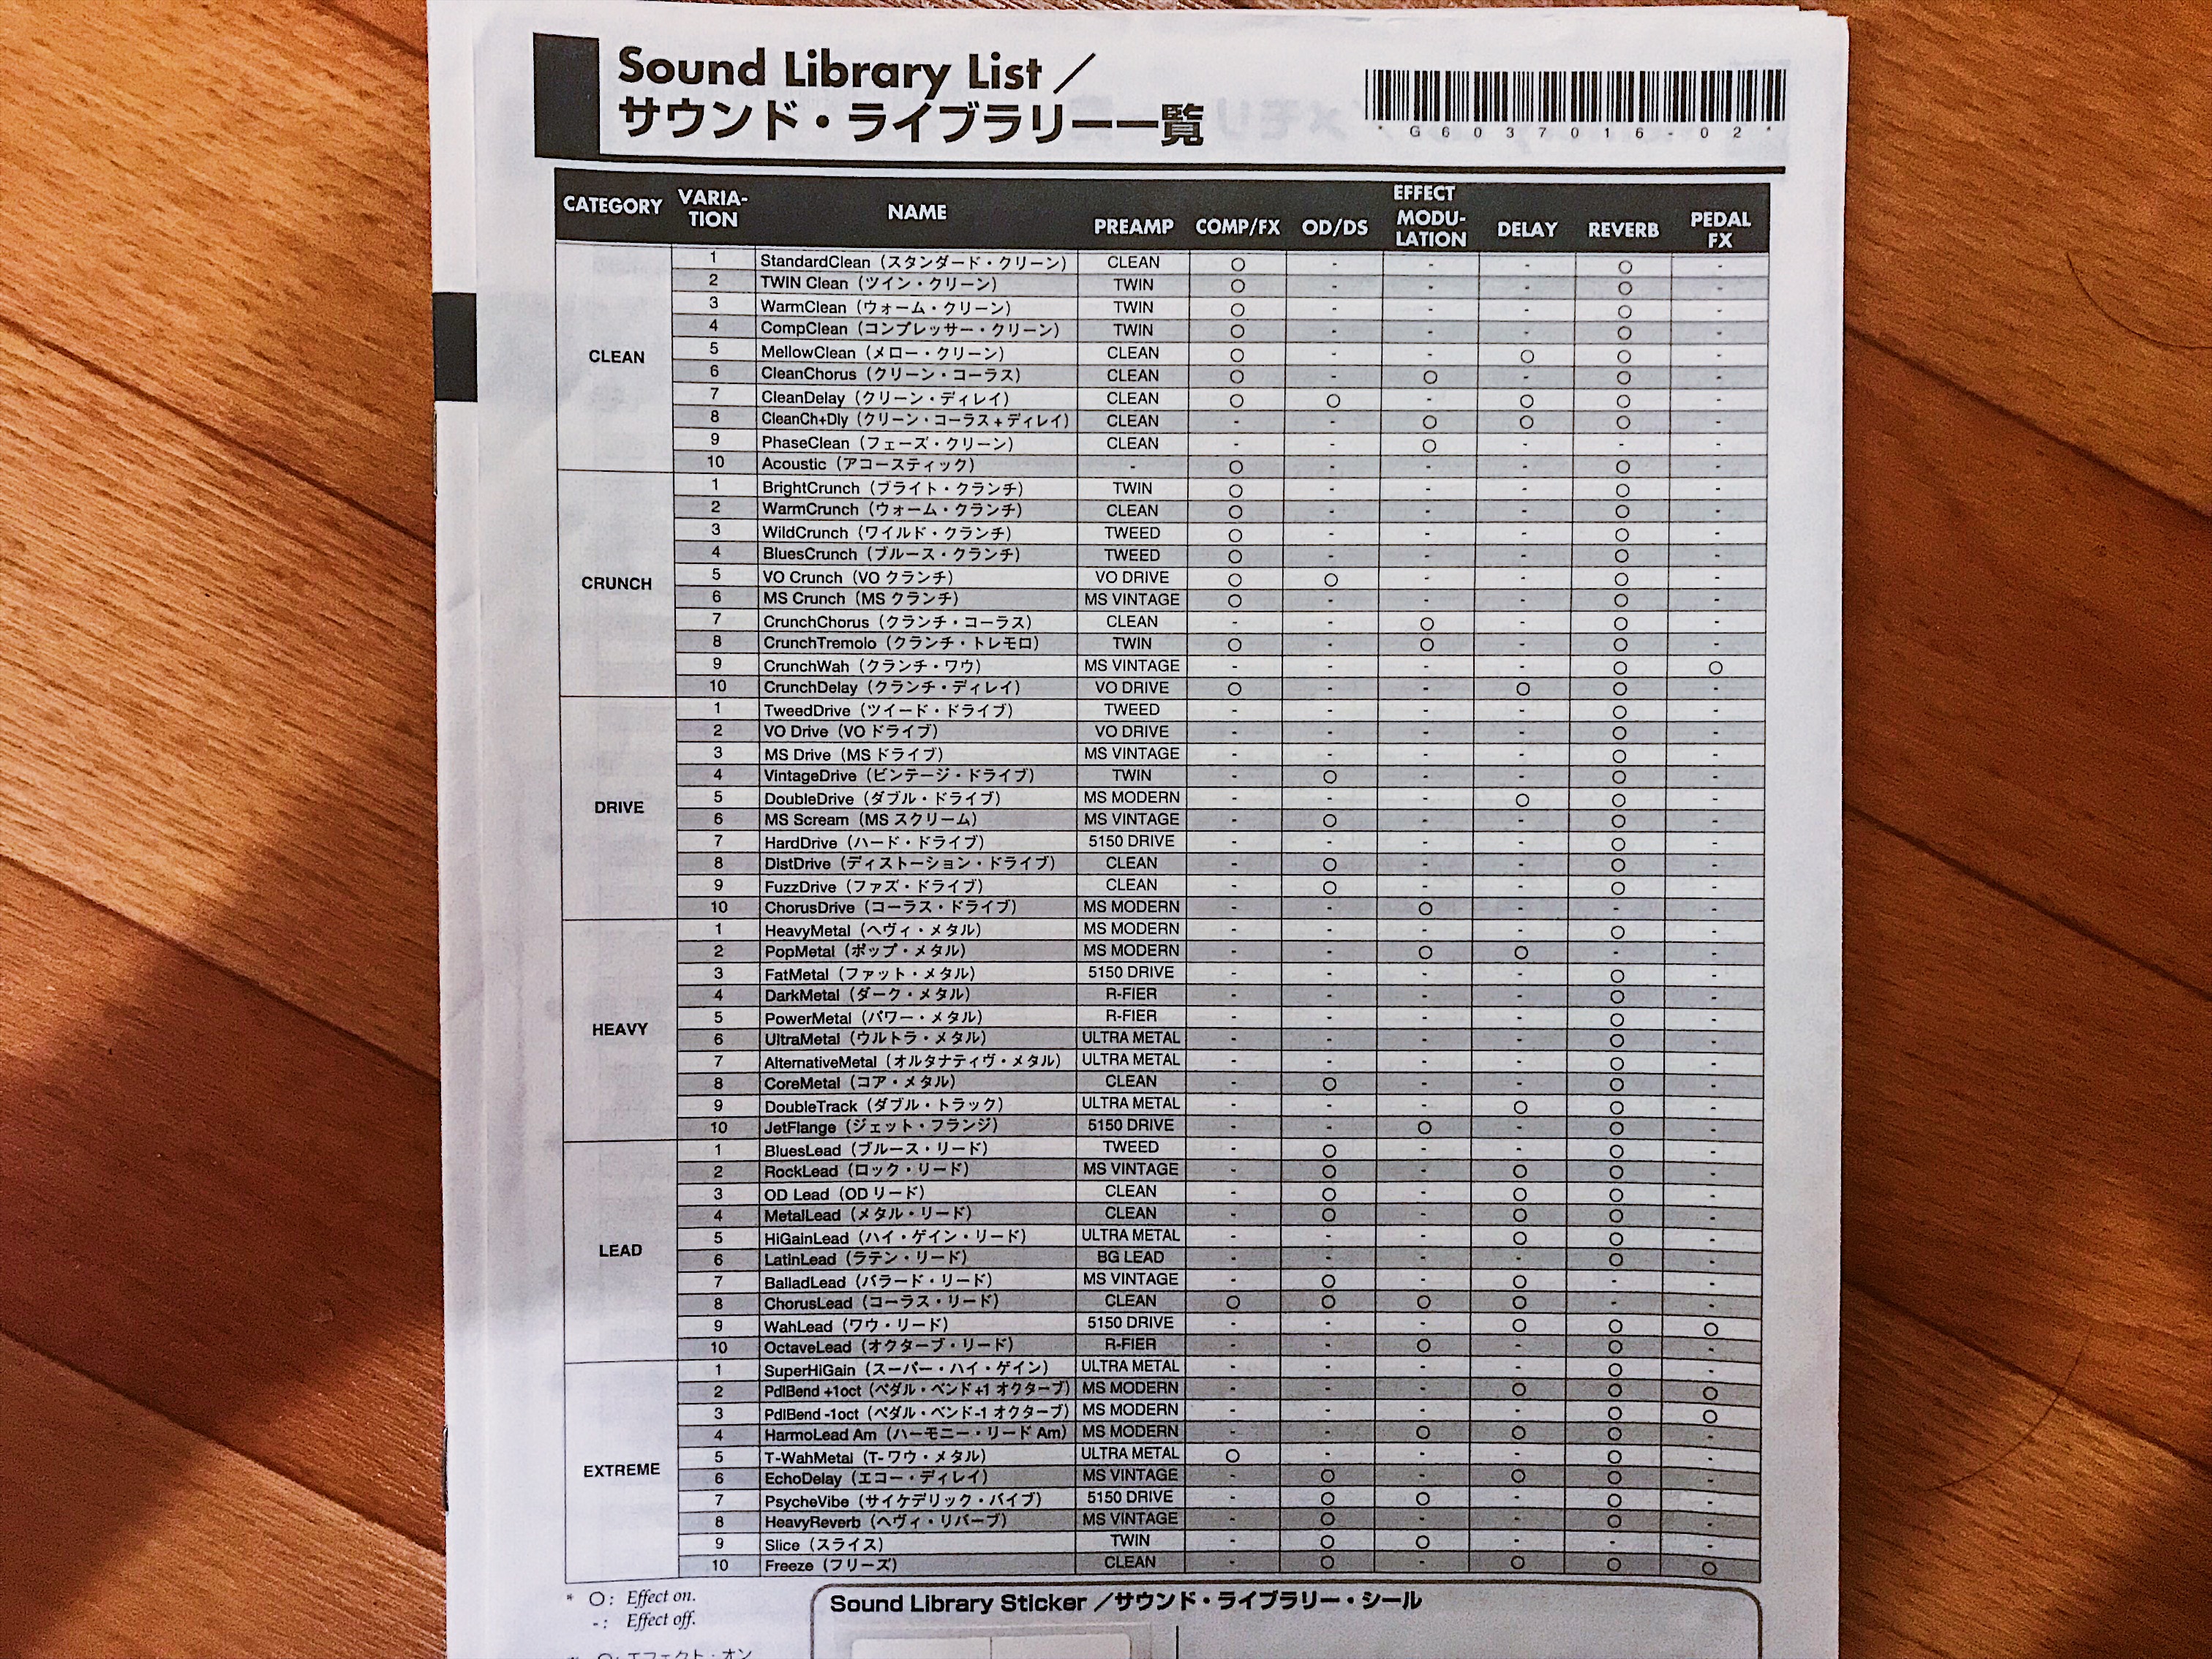 Sound Library List ／
サウンド・ライブラリー一覧
* G 6 0 3 7 0 1 6 - 0 2 *
CATEGORY VARIA-TION NAME EFFECT
PREAMP COMP/FX OD/DS MODU-LATION DELAY REVERB PEDAL FX
CLEAN
1 StandardClean（スタンダード・クリーン） CLEAN ○ - - - ○ -
2 TWIN Clean（ツイン・クリーン） TWIN ○ - - - ○ -
3 WarmClean（ウォーム・クリーン） TWIN ○ - - - ○ -
4 CompClean（コンプレッサー・クリーン） TWIN ○ - - - ○ -
5 MellowClean（メロー・クリーン） CLEAN ○ - - ○ ○ -
6 CleanChorus（クリーン・コーラス） CLEAN ○ - ○ - ○ -
7 CleanDelay（クリーン・ディレイ） CLEAN ○ ○ - ○ ○ -
8 CleanCh+Dly（クリーン・コーラス + ディレイ） CLEAN - - ○ ○ ○ -
9 PhaseClean（フェーズ・クリーン） CLEAN - - ○ - - -
10 Acoustic（アコースティック） - ○ - - - ○ -
CRUNCH
1 BrightCrunch（ブライト・クランチ） TWIN ○ - - - ○ -
2 WarmCrunch（ウォーム・クランチ） CLEAN ○ - - - ○ -
3 WildCrunch（ワイルド・クランチ） TWEED ○ - - - ○ -
4 BluesCrunch（ブルース・クランチ） TWEED ○ - - - ○ -
5 VO Crunch（VO クランチ） VO DRIVE ○ ○ - - ○ -
6 MS Crunch（MS クランチ） MS VINTAGE ○ - - - ○ -
7 CrunchChorus（クランチ・コーラス） CLEAN - - ○ - ○ -
8 CrunchTremolo（クランチ・トレモロ） TWIN ○ - ○ - ○ -
9 CrunchWah（クランチ・ワウ） MS VINTAGE - - - - ○ ○
10 CrunchDelay（クランチ・ディレイ） VO DRIVE ○ - - ○ ○ -
DRIVE
1 TweedDrive（ツイード・ドライブ） TWEED - - - - ○ -
2 VO Drive（VO ドライブ） VO DRIVE - - - - ○ -
3 MS Drive（MS ドライブ） MS VINTAGE - - - - ○ -
4 VintageDrive（ビンテージ・ドライブ） TWIN - ○ - - ○ -
5 DoubleDrive（ダブル・ドライブ） MS MODERN - - - ○ ○ -
6 MS Scream（MS スクリーム） MS VINTAGE - ○ - - ○ -
7 HardDrive（ハード・ドライブ） 5150 DRIVE - - - - ○ -
8 DistDrive（ディストーション・ドライブ） CLEAN - ○ - - ○ -
9 FuzzDrive（ファズ・ドライブ） CLEAN - ○ - - ○ -
10 ChorusDrive（コーラス・ドライブ） MS MODERN - - ○ - - -
HEAVY
1 HeavyMetal（ヘヴィ・メタル） MS MODERN - - - - ○ -
2 PopMetal（ポップ・メタル） MS MODERN - - ○ ○ - -
3 FatMetal（ファット・メタル） 5150 DRIVE - - - - ○ -
4 DarkMetal（ダーク・メタル） R-FIER - - - - ○ -
5 PowerMetal（パワー・メタル） R-FIER - - - - ○ -
6 UltraMetal（ウルトラ・メタル） ULTRA METAL - - - - ○ -
7 AlternativeMetal（オルタナティヴ・メタル） ULTRA METAL - - - - ○ -
8 CoreMetal（コア・メタル） CLEAN - ○ - - ○ -
9 DoubleTrack（ダブル・トラック） ULTRA METAL - - - ○ ○ -
10 JetFlange（ジェット・フランジ） 5150 DRIVE - - ○ - ○ -
LEAD
1 BluesLead（ブルース・リード） TWEED - ○ - - ○ -
2 RockLead（ロック・リード） MS VINTAGE - ○ - ○ ○ -
3 OD Lead（OD リード） CLEAN - ○ - ○ ○ -
4 MetalLead（メタル・リード） CLEAN - ○ - ○ ○ -
5 HiGainLead（ハイ・ゲイン・リード） ULTRA METAL - - - ○ ○ -
6 LatinLead（ラテン・リード） BG LEAD - - - - ○ -
7 BalladLead（バラード・リード） MS VINTAGE - ○ - ○ - -
8 ChorusLead（コーラス・リード） CLEAN ○ ○ ○ ○ - -
9 WahLead（ワウ・リード） 5150 DRIVE - - - ○ ○ ○
10 OctaveLead（オクターブ・リード） R-FIER - - ○ - ○ -
EXTREME
1 SuperHiGain（スーパー・ハイ・ゲイン） ULTRA METAL - - - - ○ -
2 PdlBend +1oct（ペダル・ベンド+1 オクターブ） MS MODERN - - - ○ ○ ○
3 PdlBend -1oct（ペダル・ベンド-1 オクターブ） MS MODERN - - - - ○ ○
4 HarmoLead Am（ハーモニー・リード Am） MS MODERN - - ○ ○ ○ -
5 T-WahMetal（T- ワウ・メタル） ULTRA METAL ○ - - - ○ -
6 EchoDelay（エコー・ディレイ） MS VINTAGE - ○ - ○ ○ -
7 PsycheVibe（サイケデリック・バイブ） 5150 DRIVE - ○ ○ - ○ -
8 HeavyReverb（ヘヴィ・リバーブ） MS VINTAGE - ○ - - ○ -
9 Slice（スライス） TWIN - ○ ○ - - -
10 Freeze（フリーズ） CLEAN - ○ - ○ ○ ○
* ○: Effect on.
-: Effect off.
* ○: エフェクト・オン
Sound Library Sticker ／サウンド・ライブラリー・シール